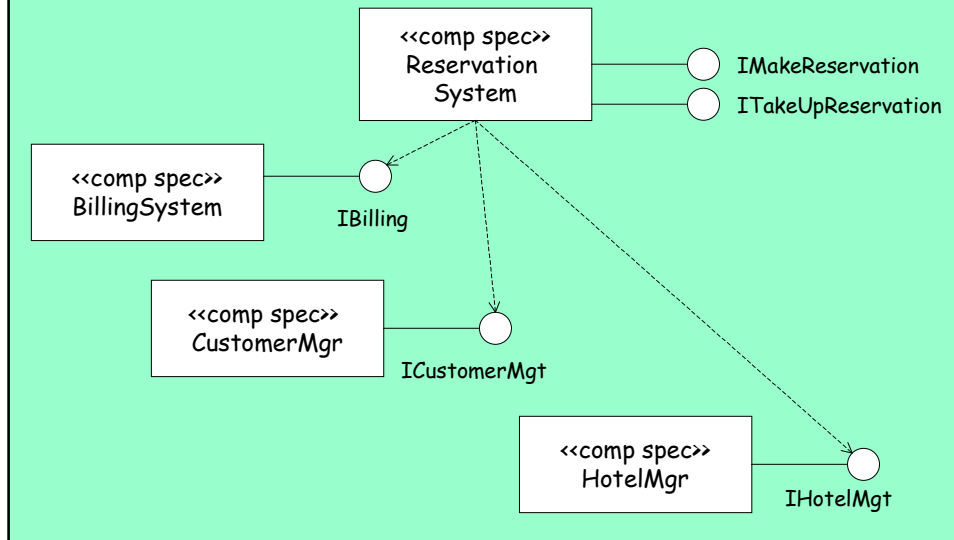 <<comp spec>>
Reservation
System
IMakeReservation
ITakeUpReservation
<<comp spec>>
BillingSystem
IBilling
<<comp spec>>
CustomerMgr
ICustomerMgt
<<comp spec>>
HotelMgr
IHotelMgt